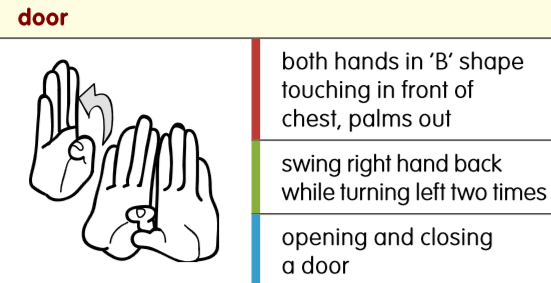 door
both hands in ‘B’ shape
touching in front of
chest, palms out
swing right hand back
while turning left two times
opening and closing
a door